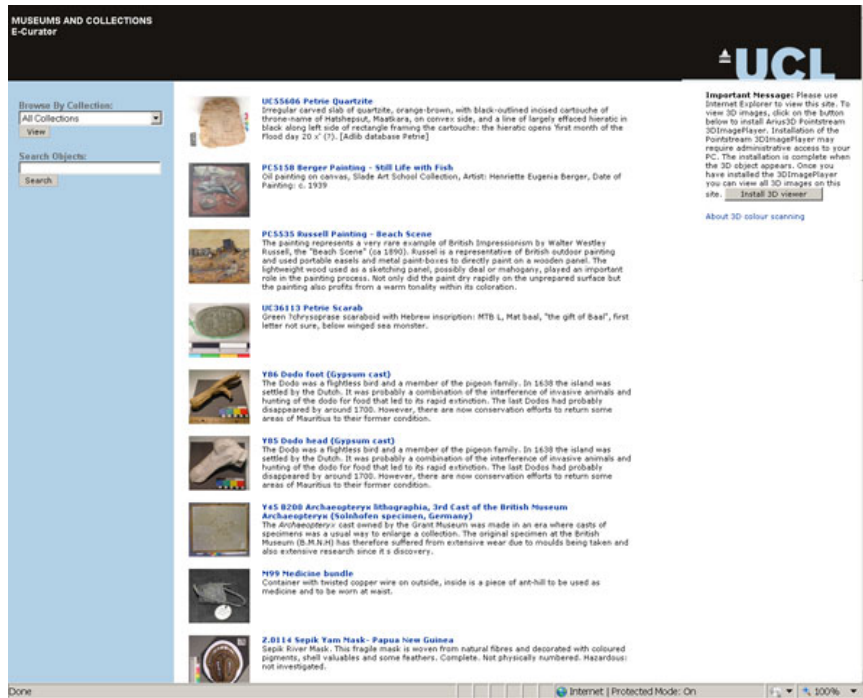 MUSEUMS AND COLLECTIONS
E-Curator
UCL
Browse By Collection:
All Collections
View
Search Objects:
Search
UC55606 Petrie Quartzite
Irregular carved slab of quartzite, orange-brown, with black-outlined incised cartouche of
throne-name of Hatshepsut, Maatkara, on convex side, and a line of largely effaced hieratic in
black along left side of rectangle framing the cartouche: the hieratic opens 'first month of the
Flood day 20 x' (?). [Adlib database Petrie]
PC5150 Berger Painting - Still Life with Fish
Oil painting on canvas, Slade Art School Collection, Artist: Henriette Eugenia Berger, Date of
Painting: c. 1939
PC5535 Russell Painting - Beach Scene
The painting represents a very rare example of British Impressionism by Walter Westley
Russell, the "Beach Scene" (ca 1890). Russel is a representative of British outdoor painting
and used portable easels and metal paint-boxes to directly paint on a wooden panel. The
lightweight wood used as a sketching panel, possibly deal or mahogany, played an important
role in the painting process. Not only did the paint dry rapidly on the unprepared surface but
the painting also profits from a warm tonality within its coloration.
UC36113 Petrie Scarab
Green ?chrysoprase scaraboid with Hebrew inscription: MTB L, Mat baal, "the gift of Baal", first
letter not sure, below winged sea monster.
Y86 Dodo foot (Gypsum cast)
The Dodo was a flightless bird and a member of the pigeon family. In 1638 the island was
settled by the Dutch. It was probably a combination of the interference of invasive animals and
hunting of the dodo for food that led to its rapid extinction. The last Dodos had probably
disappeared by around 1700. However, there are now conservation efforts to return some
areas of Mauritius to their former condition.
Y85 Dodo head (Gypsum cast)
The Dodo was a flightless bird and a member of the pigeon family. In 1638 the island was
settled by the Dutch. It was probably a combination of the interference of invasive animals and
hunting of the dodo for food that led to its rapid extinction. The last Dodos had probably
disappeared by around 1700. However, there are now conservation efforts to return some
areas of Mauritius to their former condition.
Y45 B200 Archaeopteryx lithographia, 3rd Cast of the British Museum
Archaeopteryx (Solnhofen specimen, Germany)
The Archaeopteryx cast owned by the Grant Museum was made in an era where casts of
specimens was a usual way to enlarge a collection. The original specimen at the British
Museum (B.M.N.H) has therefore suffered from extensive wear due to moulds being taken and
also extensive research since it s discovery.
M99 Medicine bundle
Container with twisted copper wire on outside, inside is a piece of ant-hill to be used as
medicine and to be worn at waist.
Z.0114 Sepik Yam Mask- Papua New Guinea
Sepik River Mask. This fragile mask is woven from natural fibres and decorated with coloured
pigments, shell valuables and some feathers. Complete. Not physically numbered. Hazardous:
not investigated.
Important Message: Please use
Internet Explorer to view this site. To
view 3D images, click on the button
below to install Arius3D Pointstream
3DImagePlayer. Installation of the
Pointstream 3DImagePlayer may
require administrative access to your
PC. The installation is complete when
the 3D object appears. Once you
have installed the 3DImagePlayer
you can view all 3D images on this
site. Install 3D viewer
About 3D colour scanning
Done
Internet | Protected Mode: On
100%